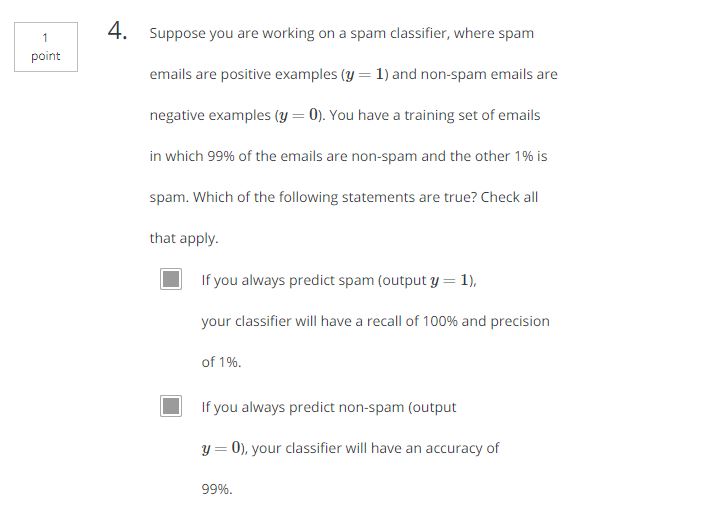 1
point
4.
Suppose you are working on a spam classifier, where spam
emails are positive examples (y = 1) and non-spam emails are
negative examples (y = 0). You have a training set of emails
in which 99% of the emails are non-spam and the other 1% is
spam. Which of the following statements are true? Check all
that apply.
If you always predict spam (output y = 1),
your classifier will have a recall of 100% and precision
of 1%.
If you always predict non-spam (output
y = 0), your classifier will have an accuracy of
99%.